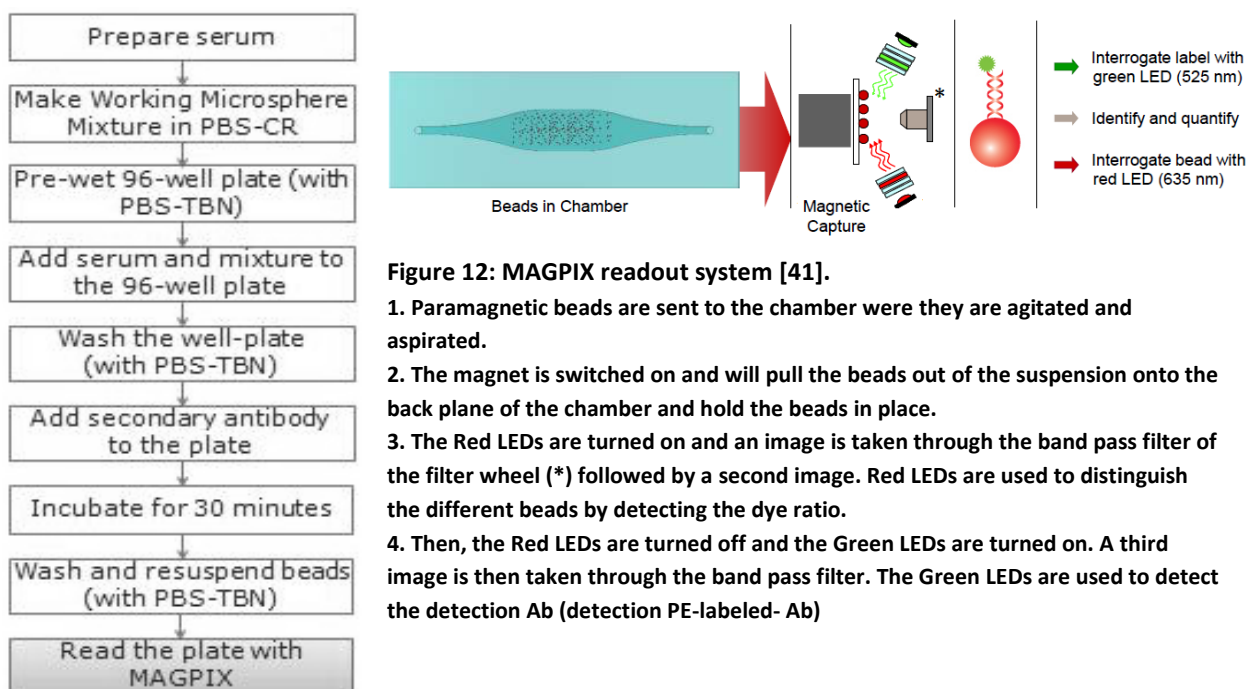 Prepare serum
Make Working Microsphere
Mixture in PBS-CR
Pre-wet 96-well plate (with
PBS-TBN)
Add serum and mixture to
the 96-well plate
Wash the well-plate
(with PBS-TBN)
Add secondary antibody
to the plate
Incubate for 30 minutes
Wash and resuspend beads
(with PBS-TBN)
Read the plate with
MAGPIX
Beads in Chamber
Magnetic
Capture
*
Interrogate label with
green LED (525 nm)
Identify and quantify
Interrogate bead with
red LED (635 nm)
Figure 12: MAGPIX readout system [41].
1. Paramagnetic beads are sent to the chamber were they are agitated and
aspirated.
2. The magnet is switched on and will pull the beads out of the suspension onto the
back plane of the chamber and hold the beads in place.
3. The Red LEDs are turned on and an image is taken through the band pass filter of
the filter wheel (*) followed by a second image. Red LEDs are used to distinguish
the different beads by detecting the dye ratio.
4. Then, the Red LEDs are turned off and the Green LEDs are turned on. A third
image is then taken through the band pass filter. The Green LEDs are used to detect
the detection Ab (detection PE-labeled- Ab)